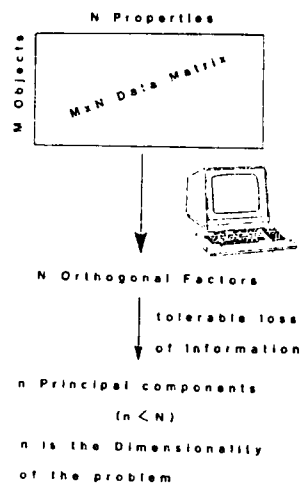 N Properties
M Objects
MxN Data Matrix
N Orthogonal Factors
tolerable loss
of Information
n Principal components
(n < N)
n is the Dimensionality
of the problem